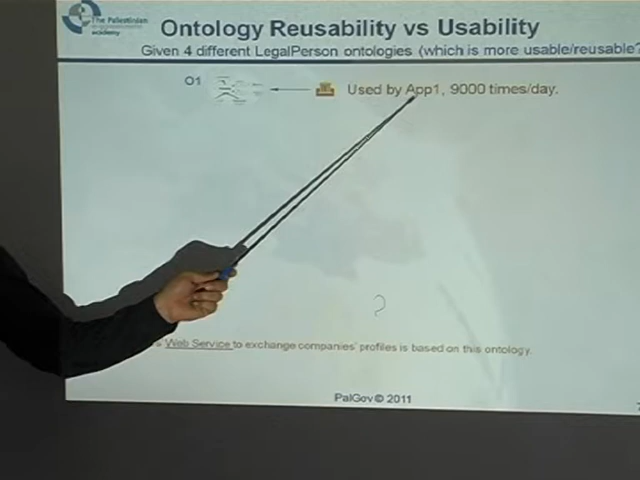 The Palestinian
academy
Ontology Reusability vs Usability
Given 4 different LegalPerson ontologies (which is more usable/reusable?
O1
Used by App1, 9000 times/day.
?
Web Service to exchange companies' profiles is based on this ontology.
PalGov © 2011